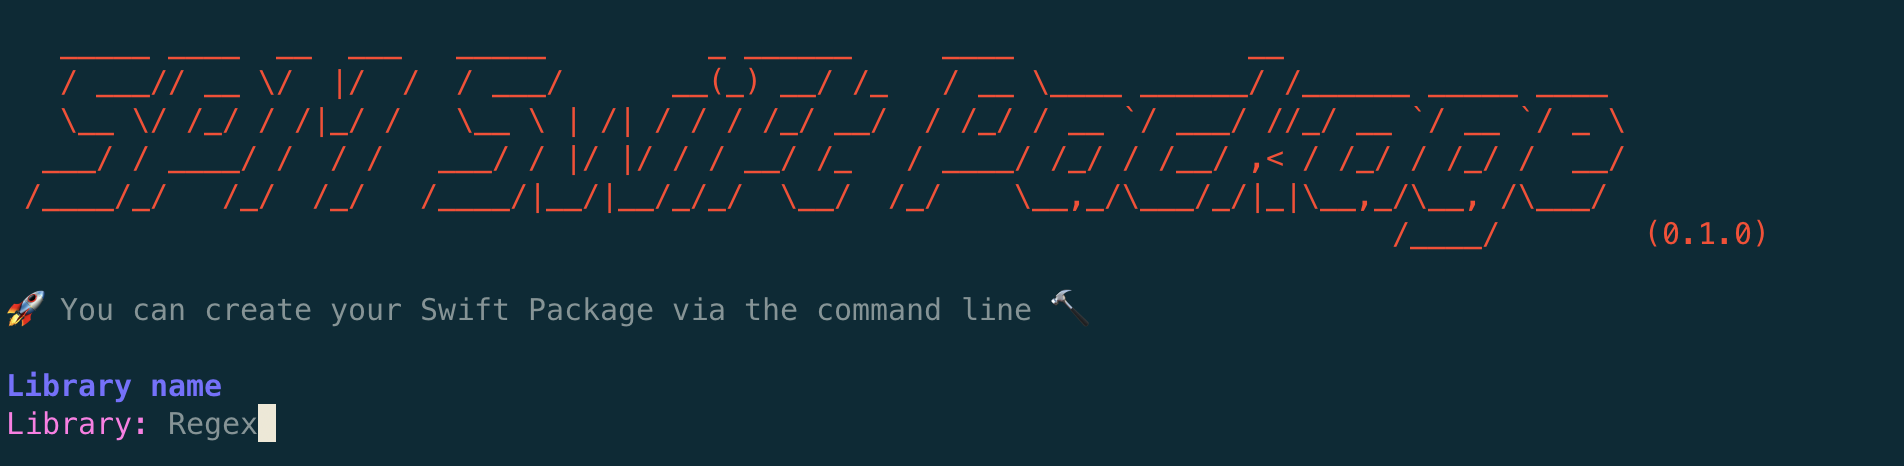 SPM Swift Package
(0.1.0)
🚀 You can create your Swift Package via the command line 🔨
Library name
Library: Regex